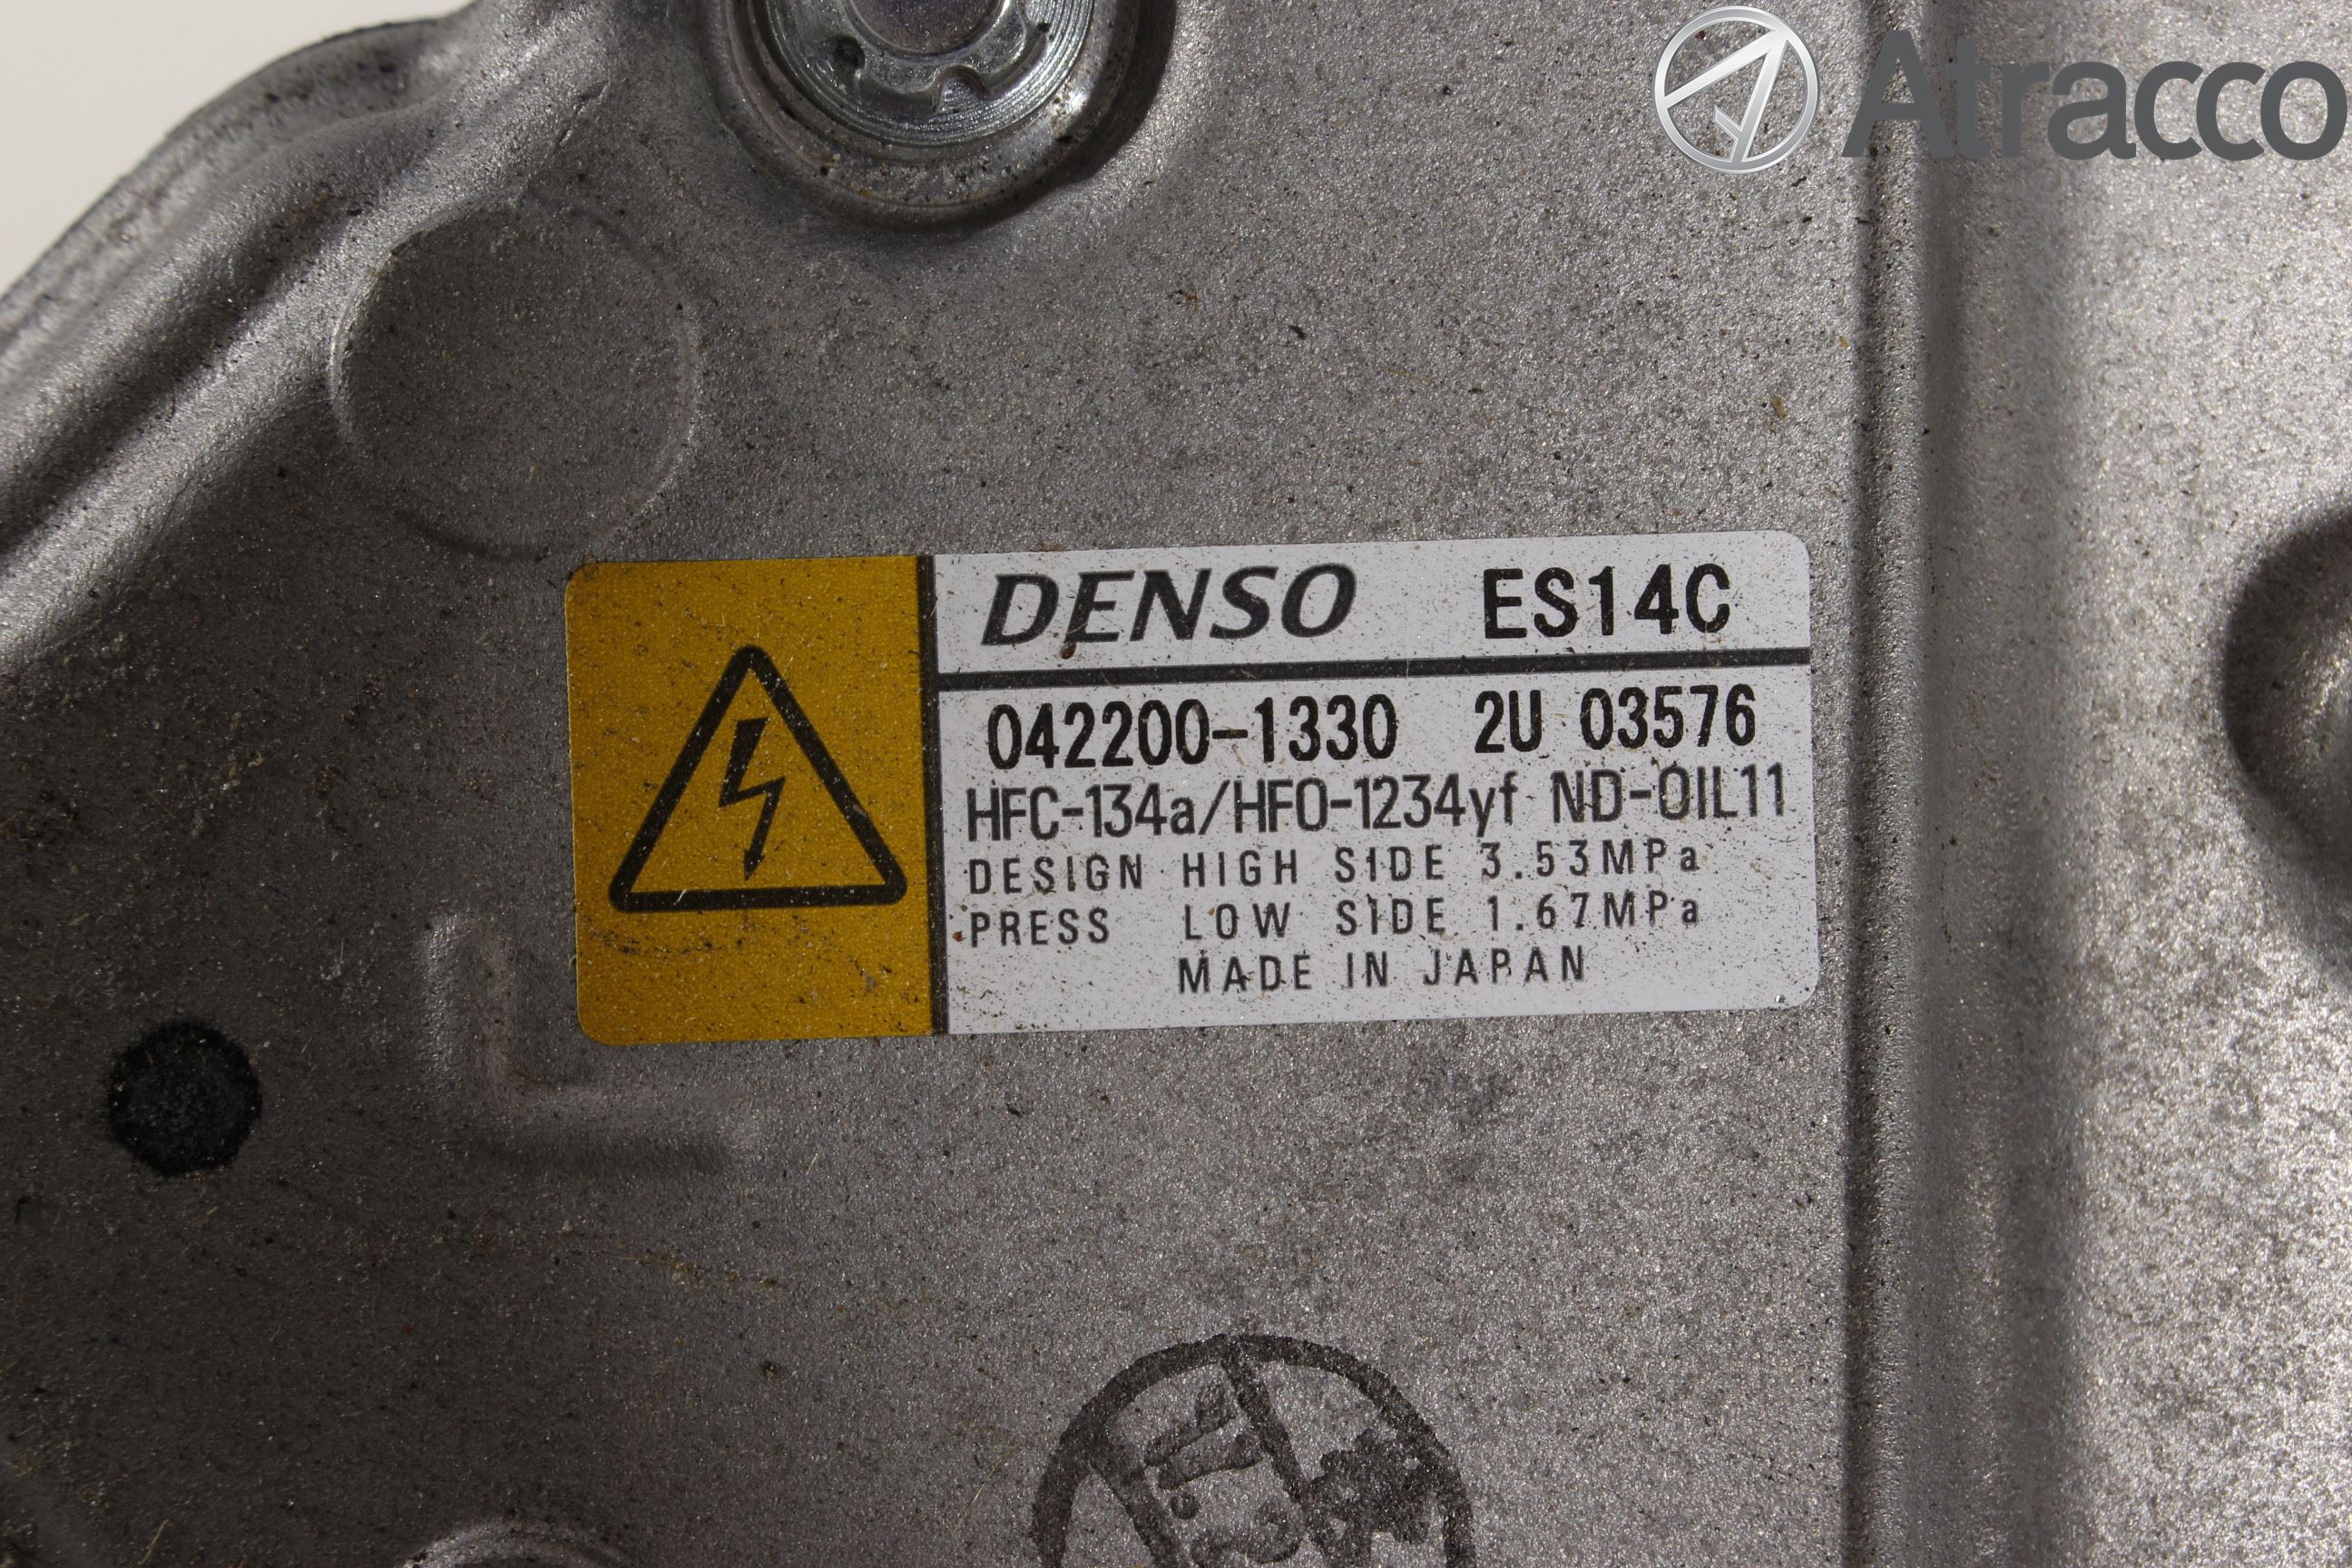 Atracco
DENSO ES14C
042200-1330 2U 03576
HFC-134a/HFO-1234yf ND-OIL11
DESIGN HIGH SIDE 3.53MPa
PRESS LOW SIDE 1.67MPa
MADE IN JAPAN